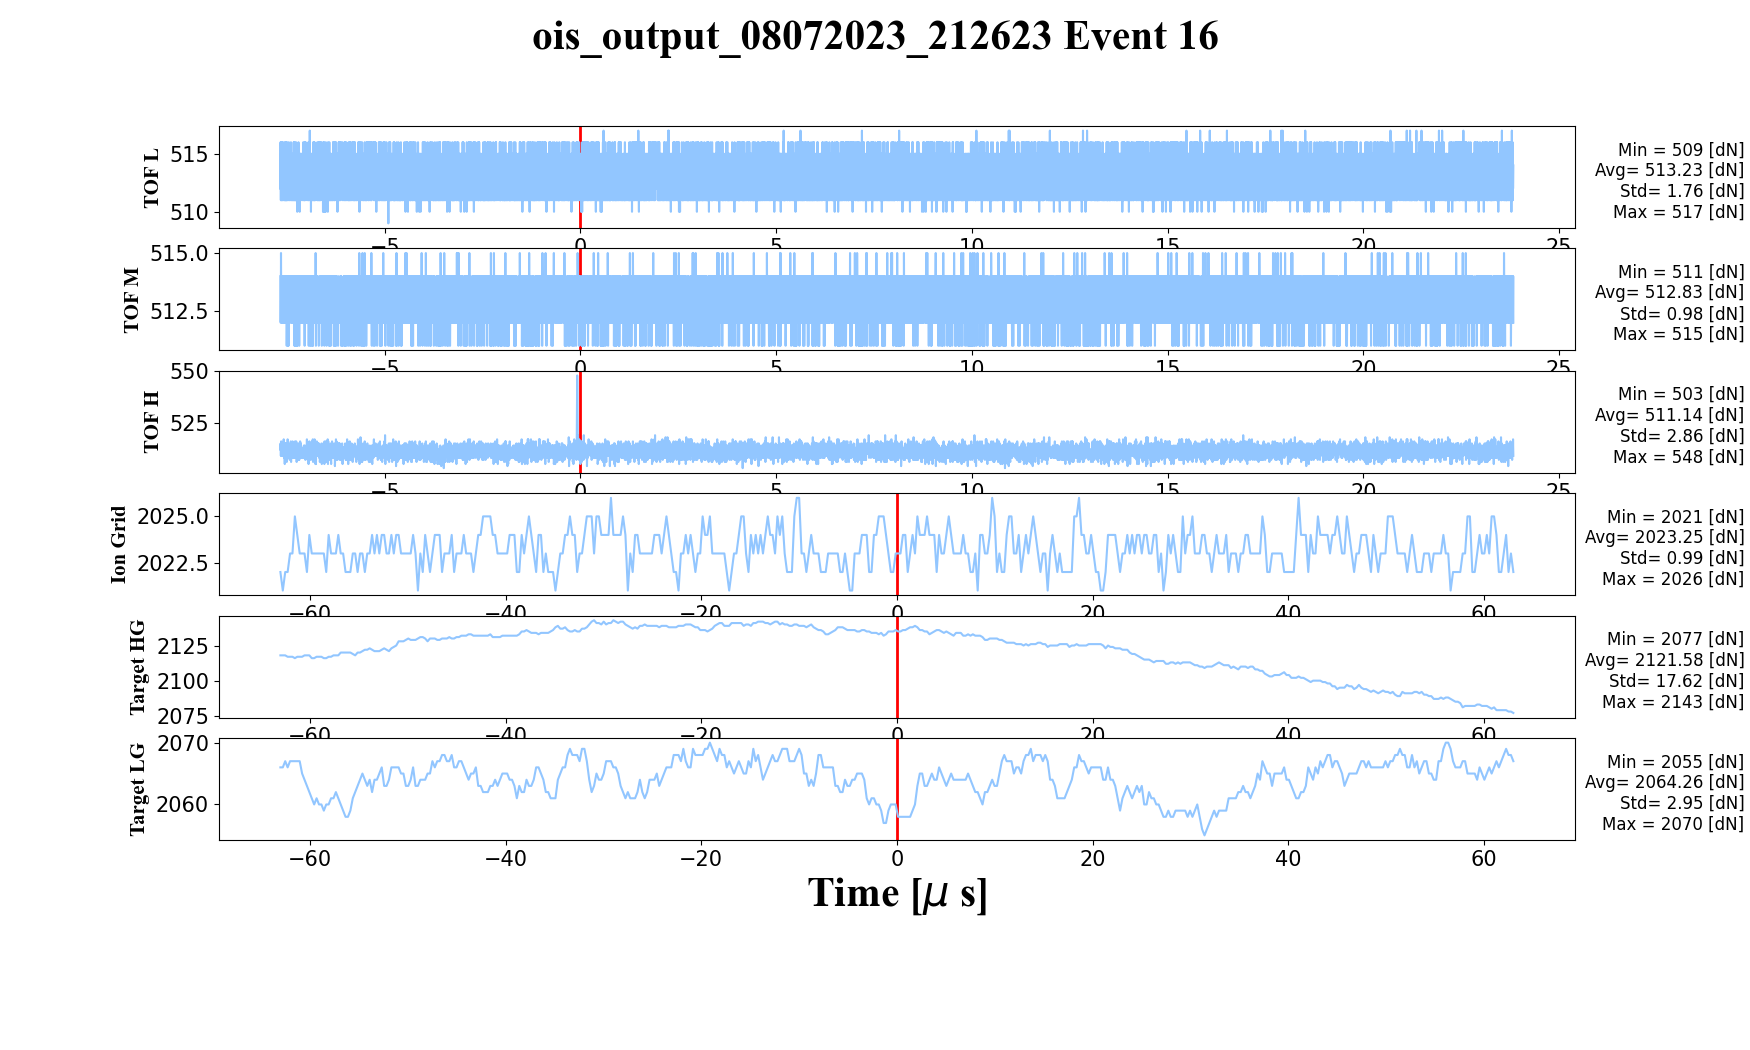 ois_output_08072023_212623 Event 16
TOF L
515
510
−5 0 5 10 15 20 25
Min = 509 [dN]
Avg= 513.23 [dN]
Std= 1.76 [dN]
Max = 517 [dN]
TOF M
515.0
512.5
−5 0 5 10 15 20 25
Min = 511 [dN]
Avg= 512.83 [dN]
Std= 0.98 [dN]
Max = 515 [dN]
TOF H
550
525
−5 0 5 10 15 20 25
Min = 503 [dN]
Avg= 511.14 [dN]
Std= 2.86 [dN]
Max = 548 [dN]
Ion Grid
2025.0
2022.5
−60 −40 −20 0 20 40 60
Min = 2021 [dN]
Avg= 2023.25 [dN]
Std= 0.99 [dN]
Max = 2026 [dN]
Target HG
2125
2100
2075
−60 −40 −20 0 20 40 60
Min = 2077 [dN]
Avg= 2121.58 [dN]
Std= 17.62 [dN]
Max = 2143 [dN]
Target LG
2070
2060
−60 −40 −20 0 20 40 60
Min = 2055 [dN]
Avg= 2064.26 [dN]
Std= 2.95 [dN]
Max = 2070 [dN]
Time [μ s]